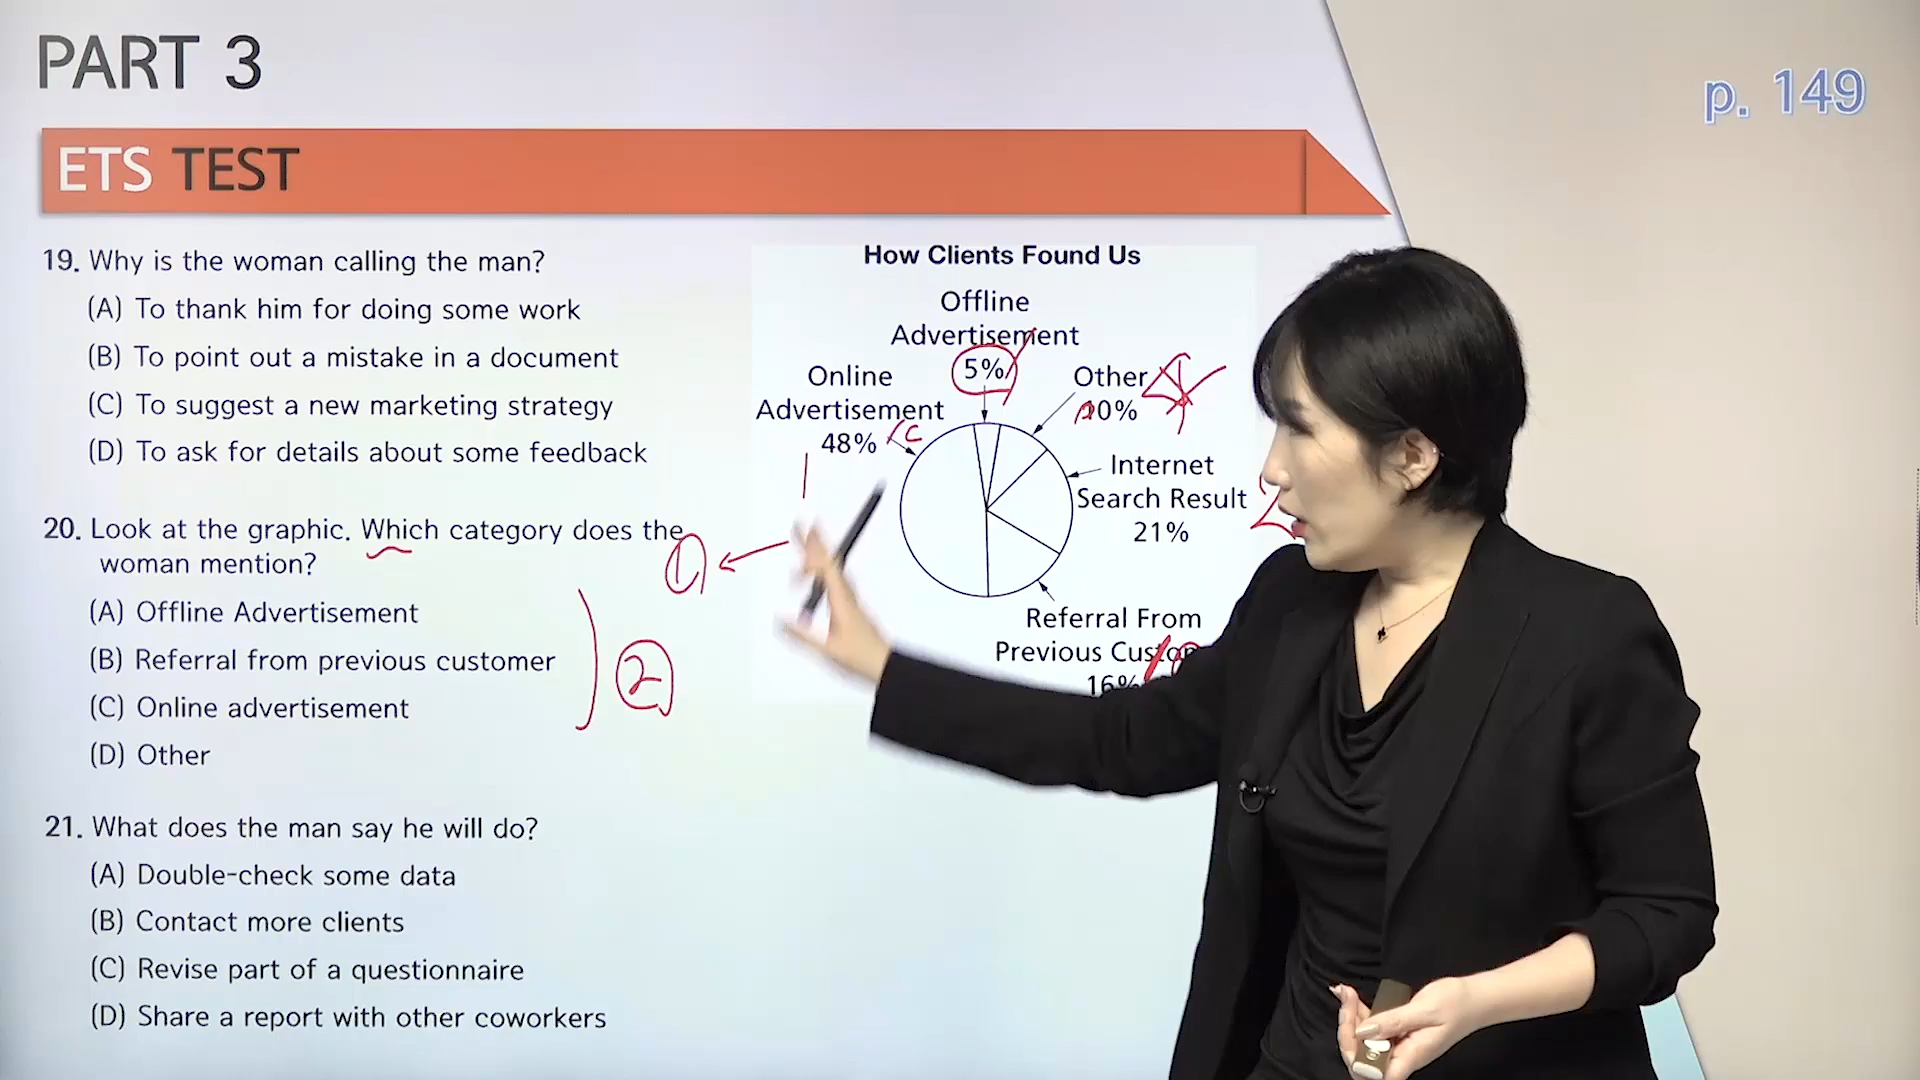 PART 3
p. 149
ETS TEST
19. Why is the woman calling the man?
(A) To thank him for doing some work
(B) To point out a mistake in a document
(C) To suggest a new marketing strategy
(D) To ask for details about some feedback
20. Look at the graphic. Which category does the
woman mention?
(A) Offline Advertisement
(B) Referral from previous customer
(C) Online advertisement
(D) Other
1
2
21. What does the man say he will do?
(A) Double-check some data
(B) Contact more clients
(C) Revise part of a questionnaire
(D) Share a report with other coworkers
How Clients Found Us
Offline
Advertisement
5%
Other
10%
Online
Advertisement
48%
C
Internet
Search Result
21%
Referral From
Previous
16%